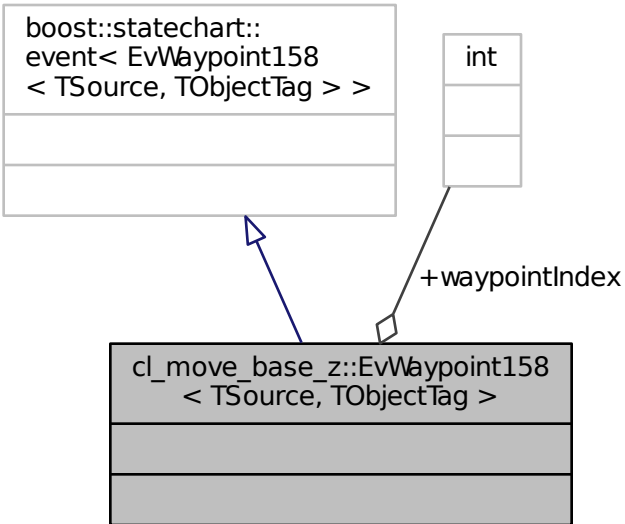 boost::statechart::
event< EvWaypoint158
< TSource, TObjectTag > >
int
+waypointIndex
cl_move_base_z::EvWaypoint158
< TSource, TObjectTag >